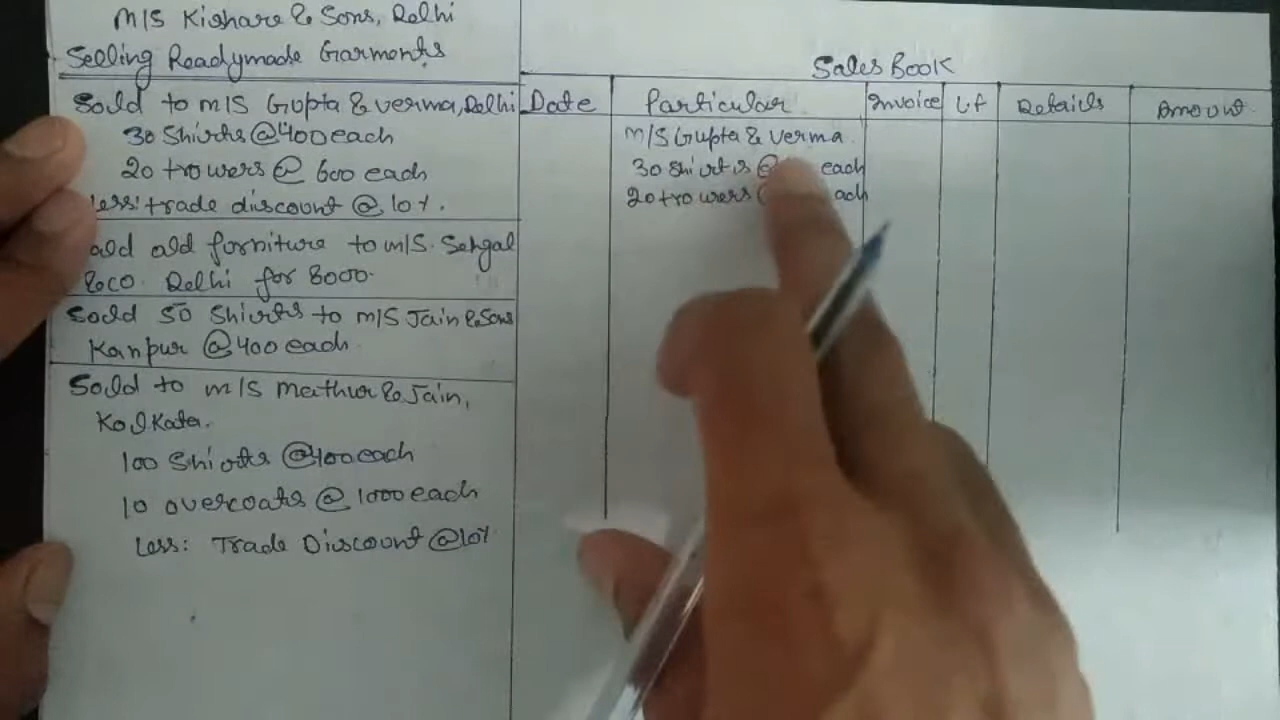 M/S Kishore & Sons, Delhi
Selling Readymade Garments
Sold to M/S Gupta & Verma, Delhi
30 Shirts @ 400 each
20 trowers @ 600 each
less: trade discount @ 10%.
old furniture to M/S. Sehgal
& co. Delhi for 8000.
Sold 50 Shirts to M/S Jain & Sons
Kanpur @ 400 each.
Sold to M/S Mathur & Jain,
Kolkata.
100 Shirts @ 400 each
10 overcoats @ 1000 each
Less: Trade Discount @ 10%
Sales Book
Date Particular Invoice Lf Details Amount
M/S Gupta & Verma
30 Shirts @ each
20 trowers